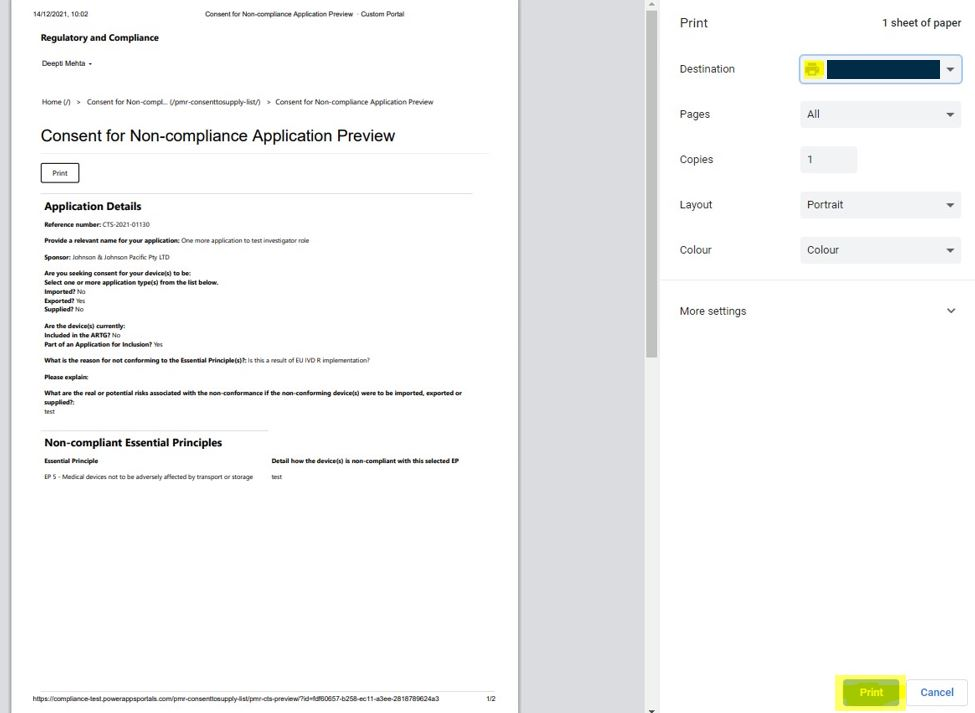 14/12/2021, 10:02 Consent for Non-compliance Application Preview · Custom Portal
Regulatory and Compliance
Deepti Mehta
Home (/) > Consent for Non-compl... (/pmr-consenttosupply-list/) > Consent for Non-compliance Application Preview
Consent for Non-compliance Application Preview
Print
Application Details
Reference number: CTS-2021-01130
Provide a relevant name for your application: One more application to test investigator role
Sponsor: Johnson & Johnson Pacific Pty LTD
Are you seeking consent for your device(s) to be:
Select one or more application type(s) from the list below.
Imported? No
Exported? Yes
Supplied? No
Are the device(s) currently:
Included in the ARTG? No
Part of an Application for Inclusion? Yes
What is the reason for not conforming to the Essential Principle(s)?: Is this a result of EU IVD R implementation?
Please explain:
What are the real or potential risks associated with the non-conformance if the non-conforming device(s) were to be imported, exported or
supplied?:
test
Non-compliant Essential Principles
Essential Principle Detail how the device(s) is non-compliant with this selected EP
EP 5 - Medical devices not to be adversely affected by transport or storage test
https://compliance-test.powerappsportals.com/pmr-consenttosupply-list/pmr-cts-preview/?id=fdf60657-b258-ec11-a3ee-2818789624a3 1/2
Print 1 sheet of paper
Destination
Pages All
Copies 1
Layout Portrait
Colour Colour
More settings
Print Cancel